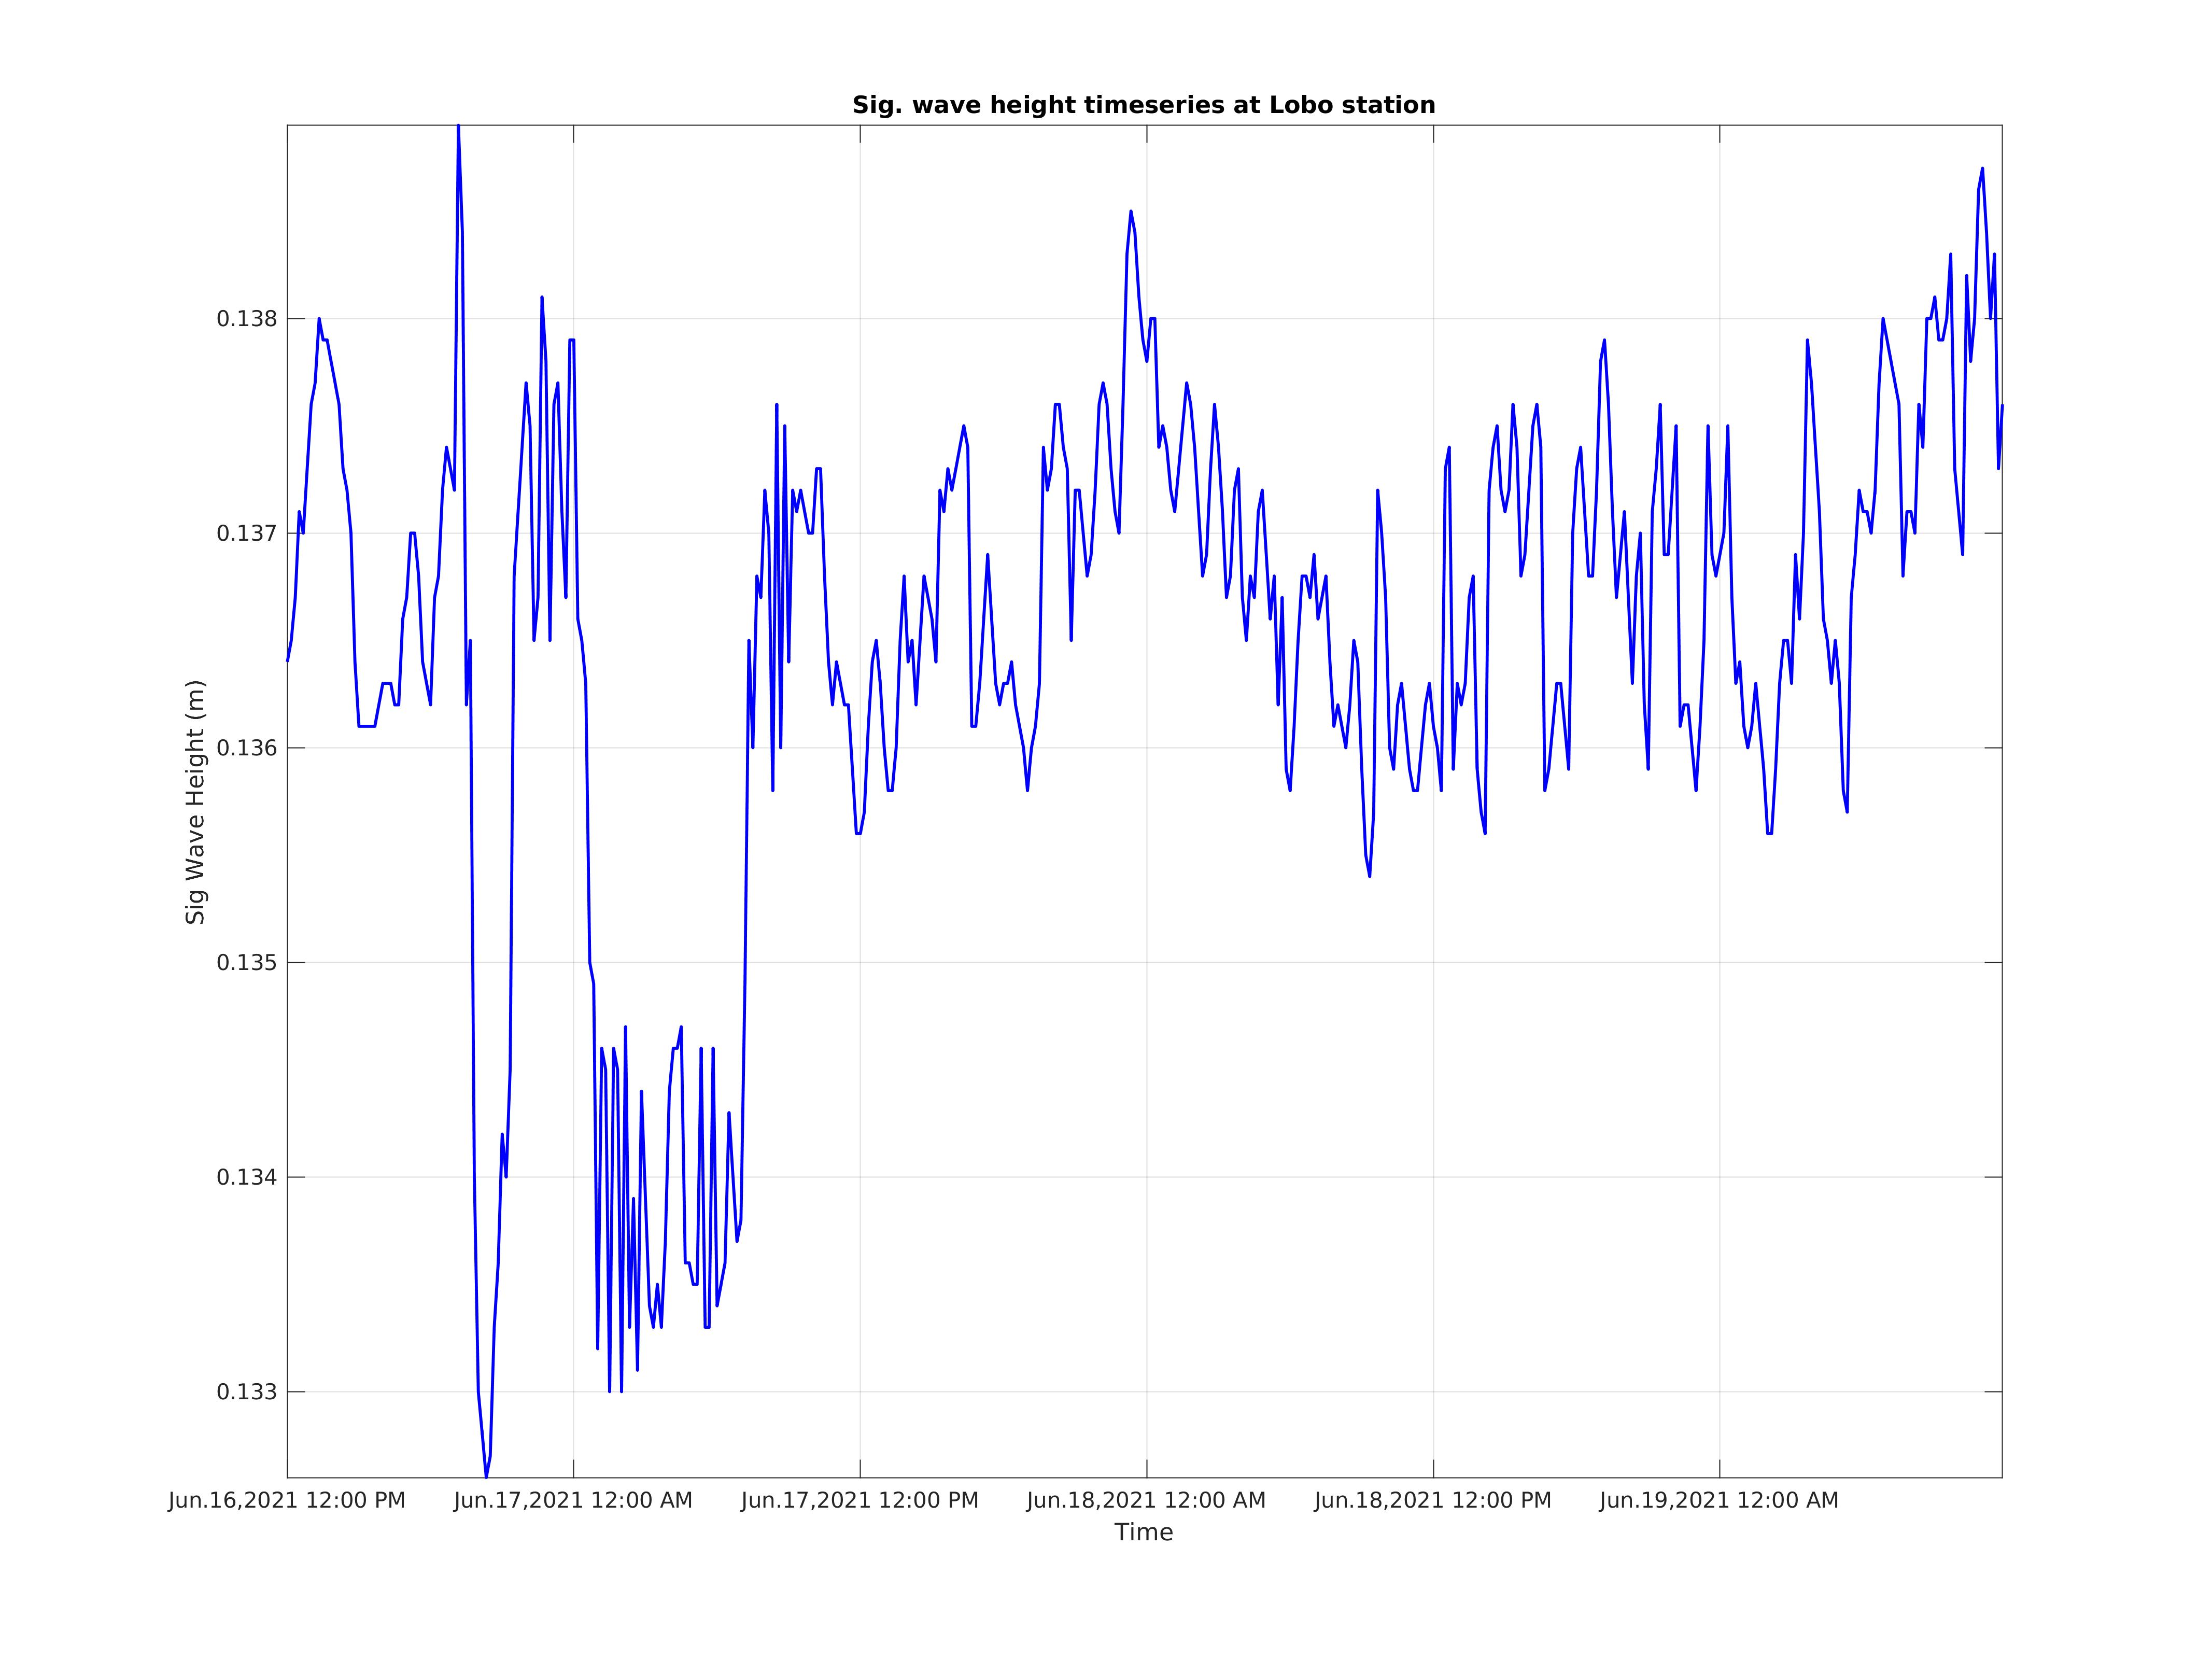 Sig. wave height timeseries at Lobo station
0.138
0.137
0.136
0.135
0.134
0.133
Sig Wave Height (m)
Jun.16,2021 12:00 PM
Jun.17,2021 12:00 AM
Jun.17,2021 12:00 PM
Jun.18,2021 12:00 AM
Jun.18,2021 12:00 PM
Jun.19,2021 12:00 AM
Time